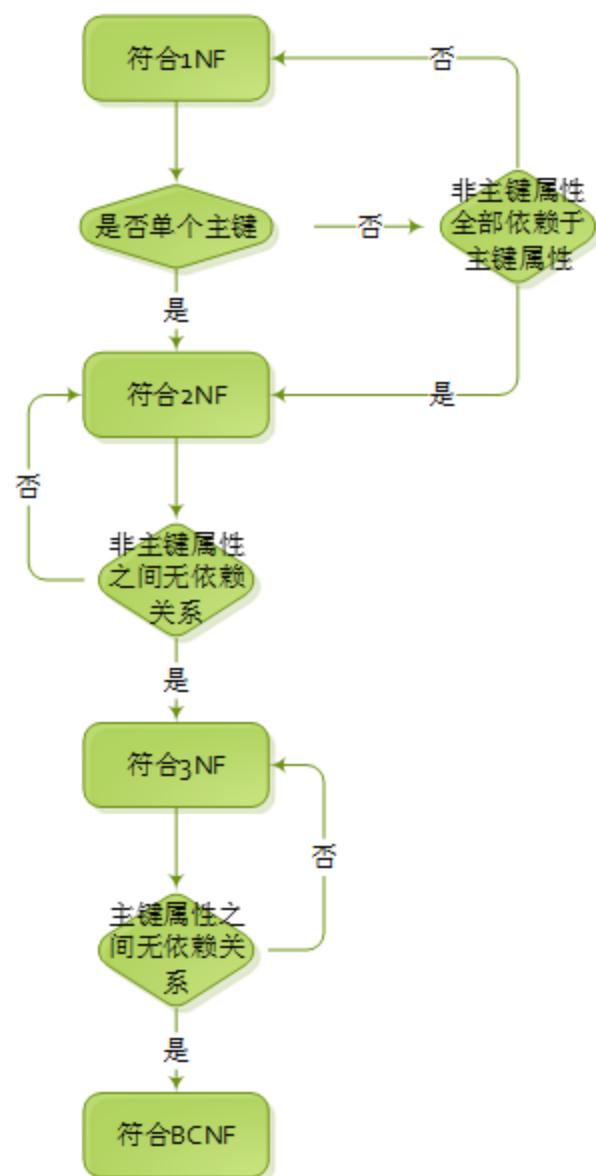 符合1NF
否
非主键属性
全部依赖于
主键属性
是否单个主键
否
是
符合2NF
是
否
非主键属性
之间无依赖
关系
是
符合3NF
否
主键属性之
间无依赖关
系
是
符合BCNF